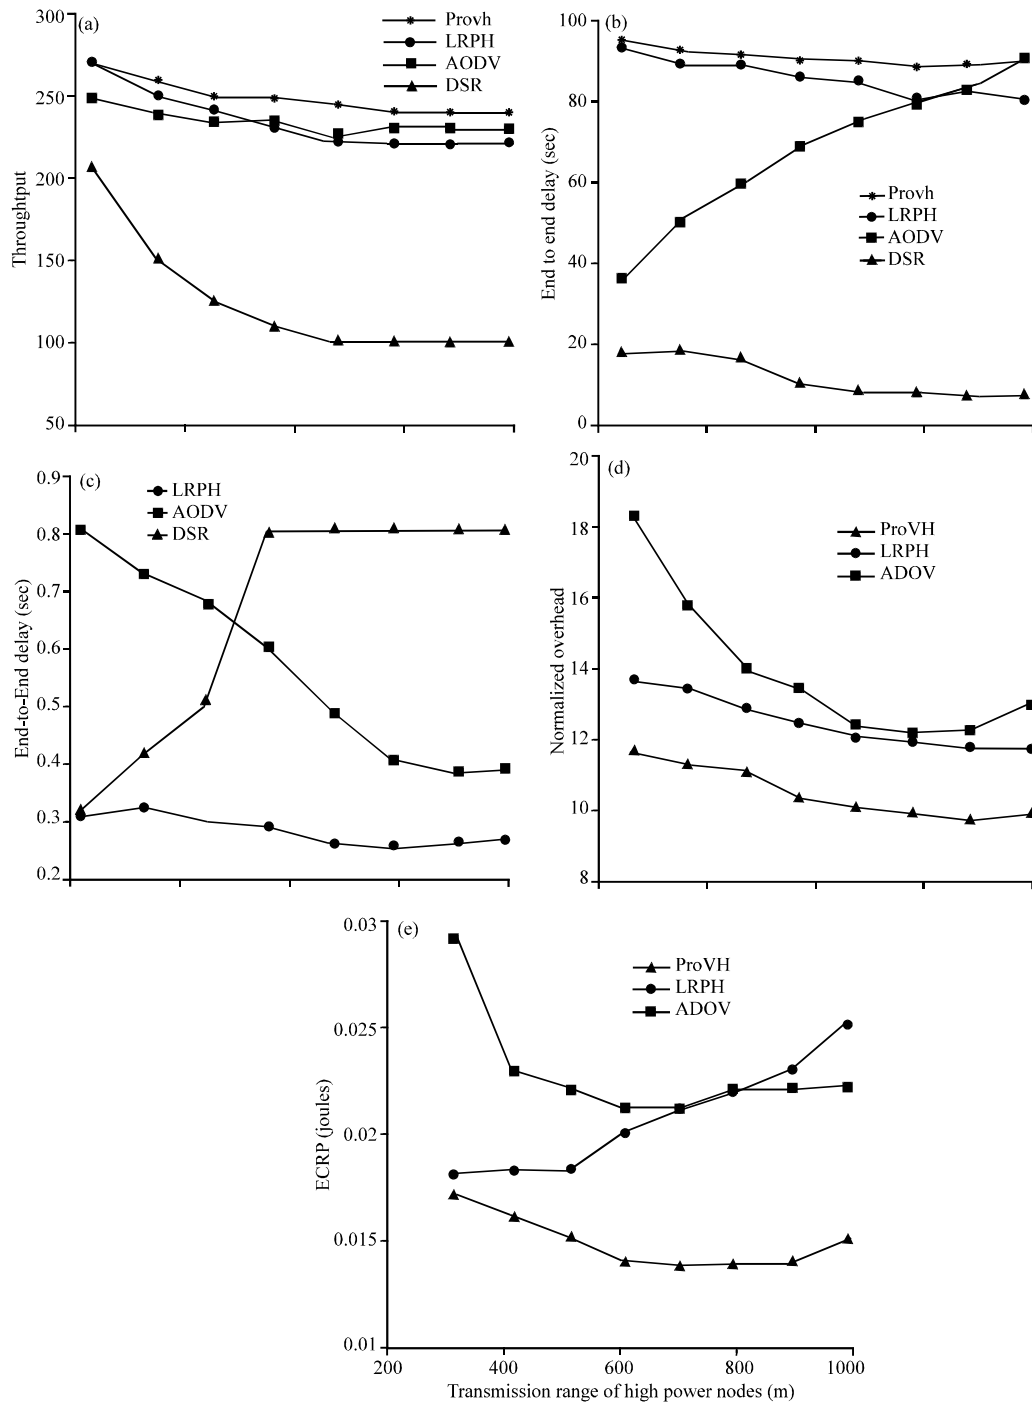 (a)
300
250
200
150
100
50
Throughtput
Provh
LRPH
AODV
DSR
(b)
100
80
60
40
20
0
End to end delay (sec)
Provh
LRPH
AODV
DSR
(c)
0.9
0.8
0.7
0.6
0.5
0.4
0.3
0.2
End-to-End delay (sec)
LRPH
AODV
DSR
(d)
20
18
16
14
12
10
8
Normalized overhead
ProVH
LRPH
ADOV
(e)
0.03
0.025
0.02
0.015
0.01
ECRP (joules)
ProVH
LRPH
ADOV
200 400 600 800 1000
Transmission range of high power nodes (m)